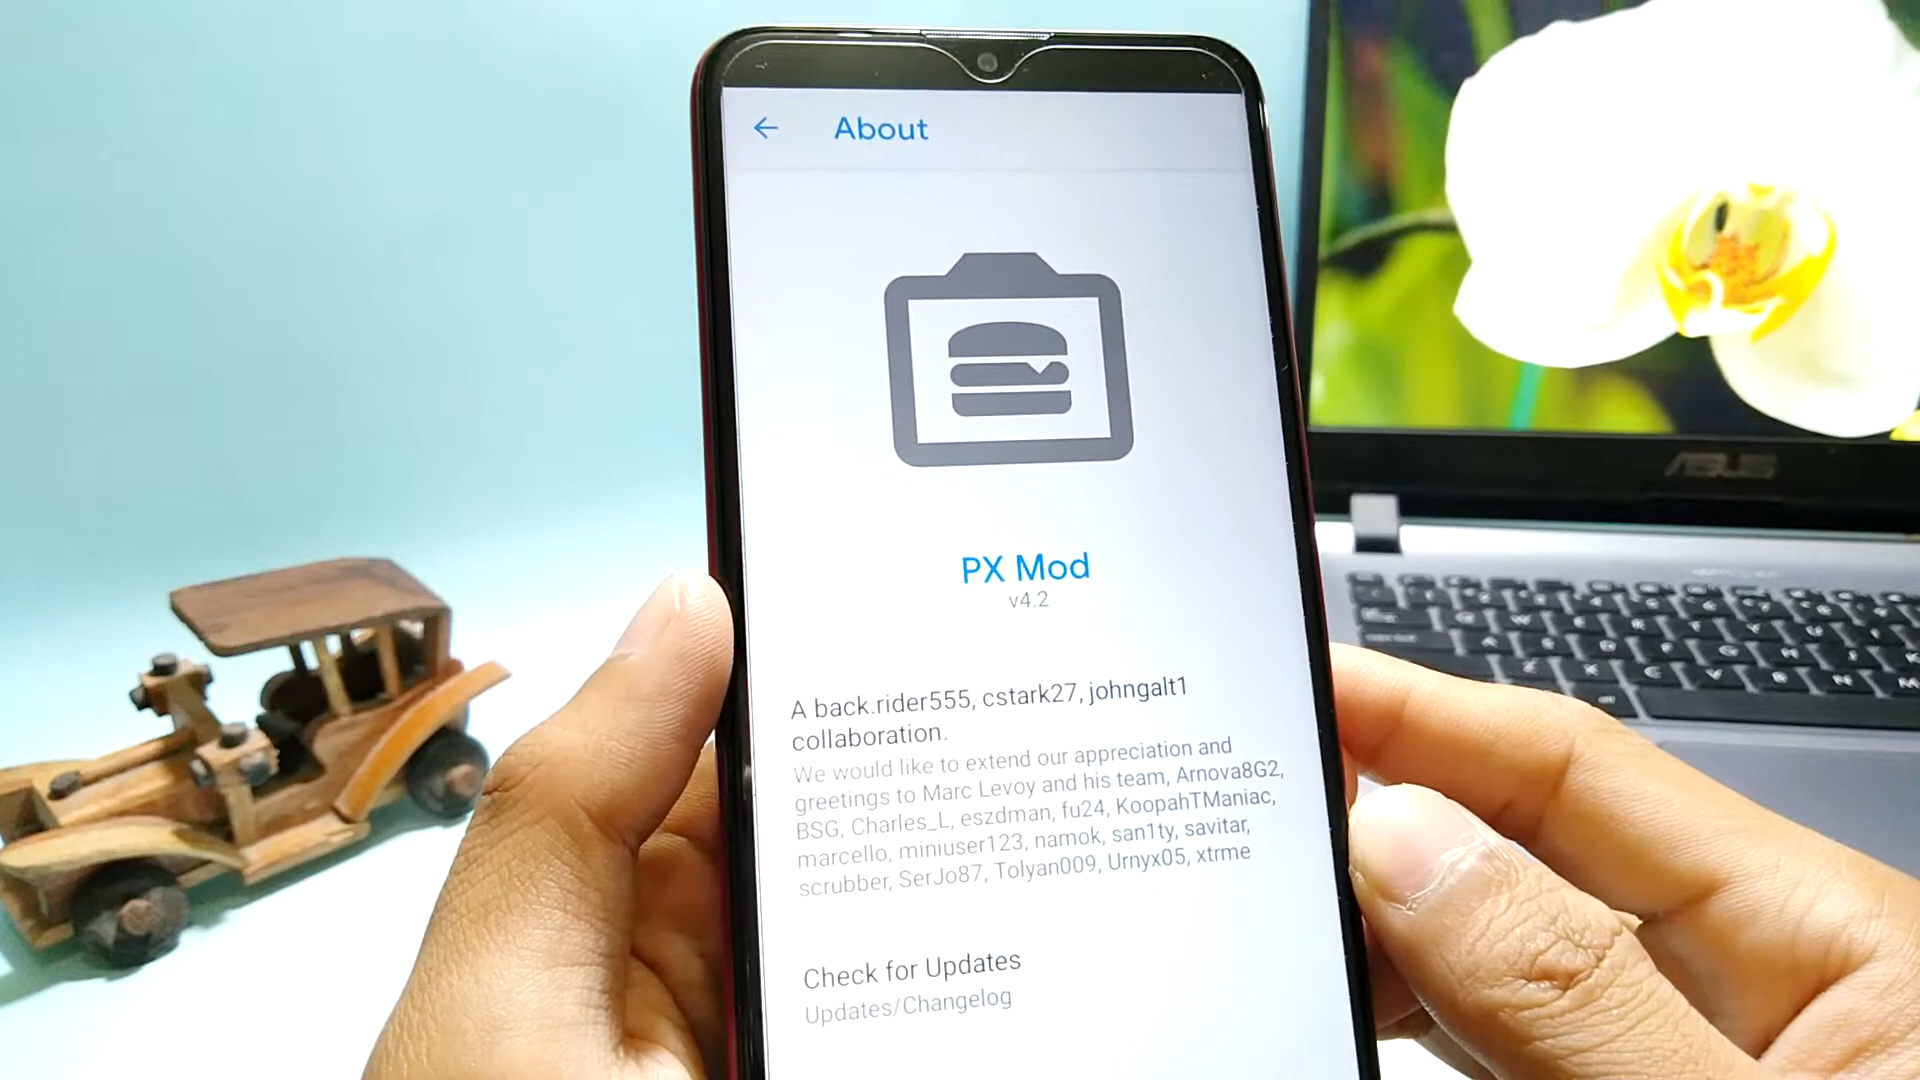 About
PX Mod
v4.2
A back.rider555, cstark27, johngalt1
collaboration.
We would like to extend our appreciation and
greetings to Marc Levoy and his team, Arnova8G2,
BSG, Charles_L, eszdman, fu24, KoopahTManiac,
marcello, miniuser123, namok, san1ty, savitar,
scrubber, SerJo87, Tolyan009, Urnyx05, xtrme
Check for Updates
Updates/Changelog
ASUS